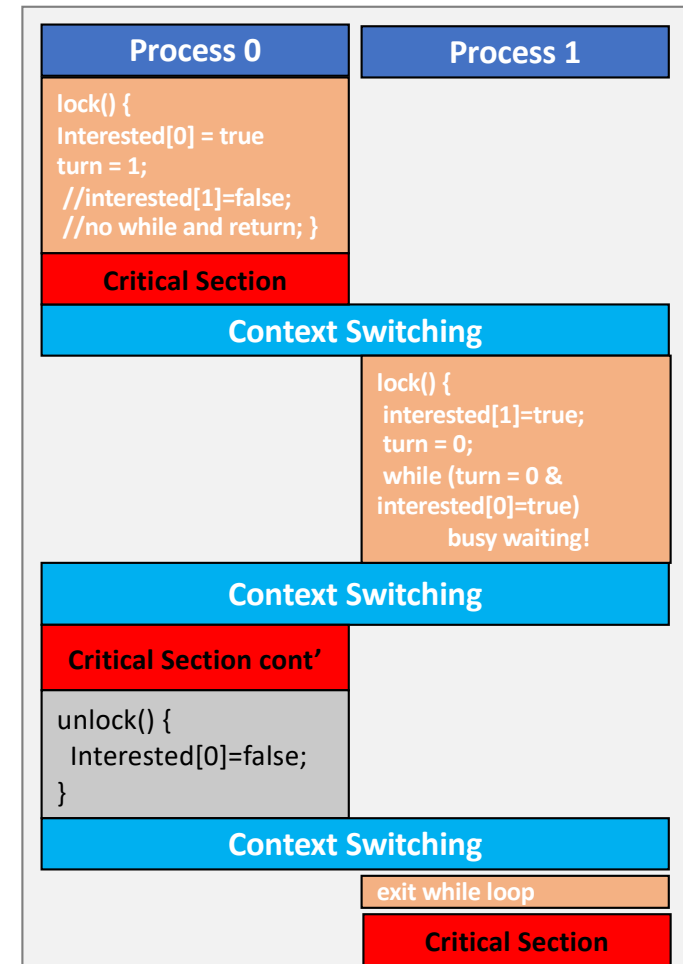 Process 0
Process 1
lock() {
Interested[0] = true
turn = 1;
//interested[1]=false;
//no while and return; }
Critical Section
Context Switching
lock() {
interested[1]=true;
turn = 0;
while (turn = 0 &
interested[0]=true)
busy waiting!
Context Switching
Critical Section cont’
unlock() {
Interested[0]=false;
}
Context Switching
exit while loop
Critical Section